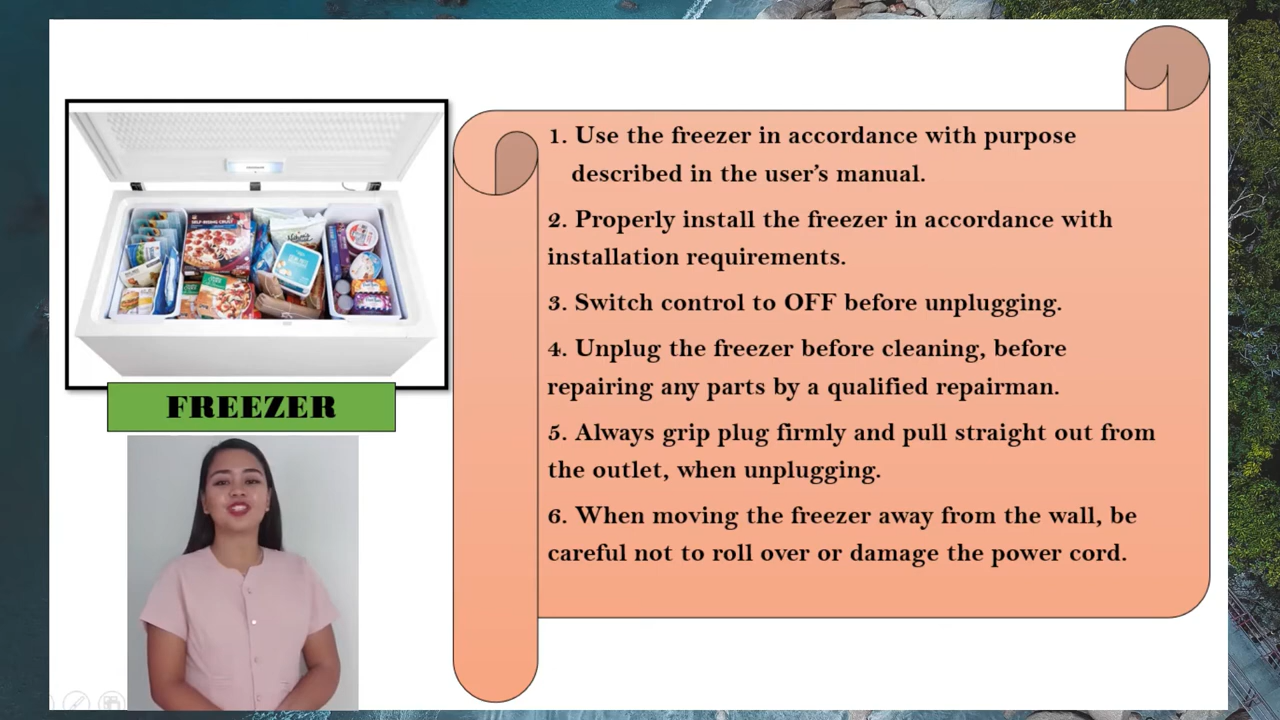 1. Use the freezer in accordance with purpose
described in the user's manual.
2. Properly install the freezer in accordance with
installation requirements.
3. Switch control to OFF before unplugging.
4. Unplug the freezer before cleaning, before
repairing any parts by a qualified repairman.
5. Always grip plug firmly and pull straight out from
the outlet, when unplugging.
6. When moving the freezer away from the wall, be
careful not to roll over or damage the power cord.
FREEZER